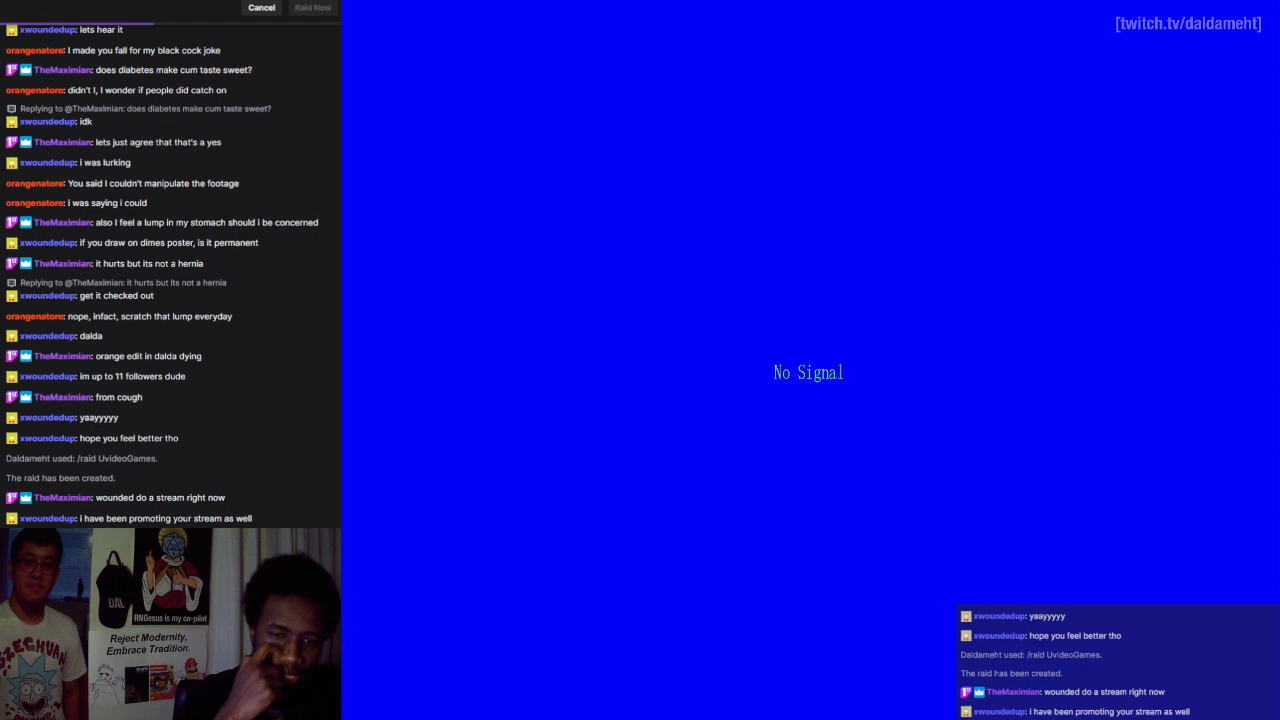 Cancel
Raid Now
xwoundedup: lets hear it
orangenatore: I made you fall for my black cock joke
TheMaximian: does diabetes make cum taste sweet?
orangenatore: didn't I, I wonder if people did catch on
Replying to @TheMaximian: does diabetes make cum taste sweet?
xwoundedup: idk
TheMaximian: lets just agree that that's a yes
xwoundedup: i was lurking
orangenatore: You said I couldn't manipulate the footage
orangenatore: i was saying i could
TheMaximian: also I feel a lump in my stomach should i be concerned
xwoundedup: if you draw on dimes poster, is it permanent
TheMaximian: it hurts but its not a hernia
Replying to @TheMaximian: it hurts but its not a hernia
xwoundedup: get it checked out
orangenatore: nope, infact, scratch that lump everyday
xwoundedup: dalda
TheMaximian: orange edit in dalda dying
xwoundedup: im up to 11 followers dude
TheMaximian: from cough
xwoundedup: yaayyyyy
xwoundedup: hope you feel better tho
Daldameht used: /raid UvideoGames.
The raid has been created.
TheMaximian: wounded do a stream right now
xwoundedup: i have been promoting your stream as well
DAL
RNGesus is my co-pilot
Reject Modernity,
Embrace Tradition.
SZECHUAN
[twitch.tv/daldameht]
No Signal
xwoundedup: yaayyyyy
xwoundedup: hope you feel better tho
Daldameht used: /raid UvideoGames.
The raid has been created.
TheMaximian: wounded do a stream right now
xwoundedup: i have been promoting your stream as well